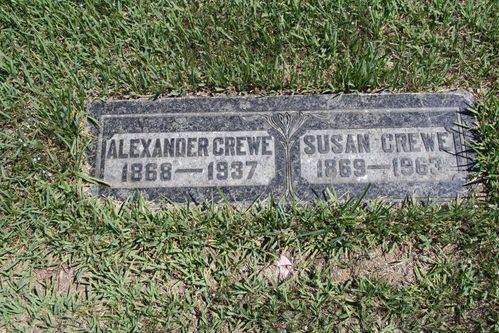 ALEXANDER CREWE
1868—1937
SUSAN CREWE
1869—1963